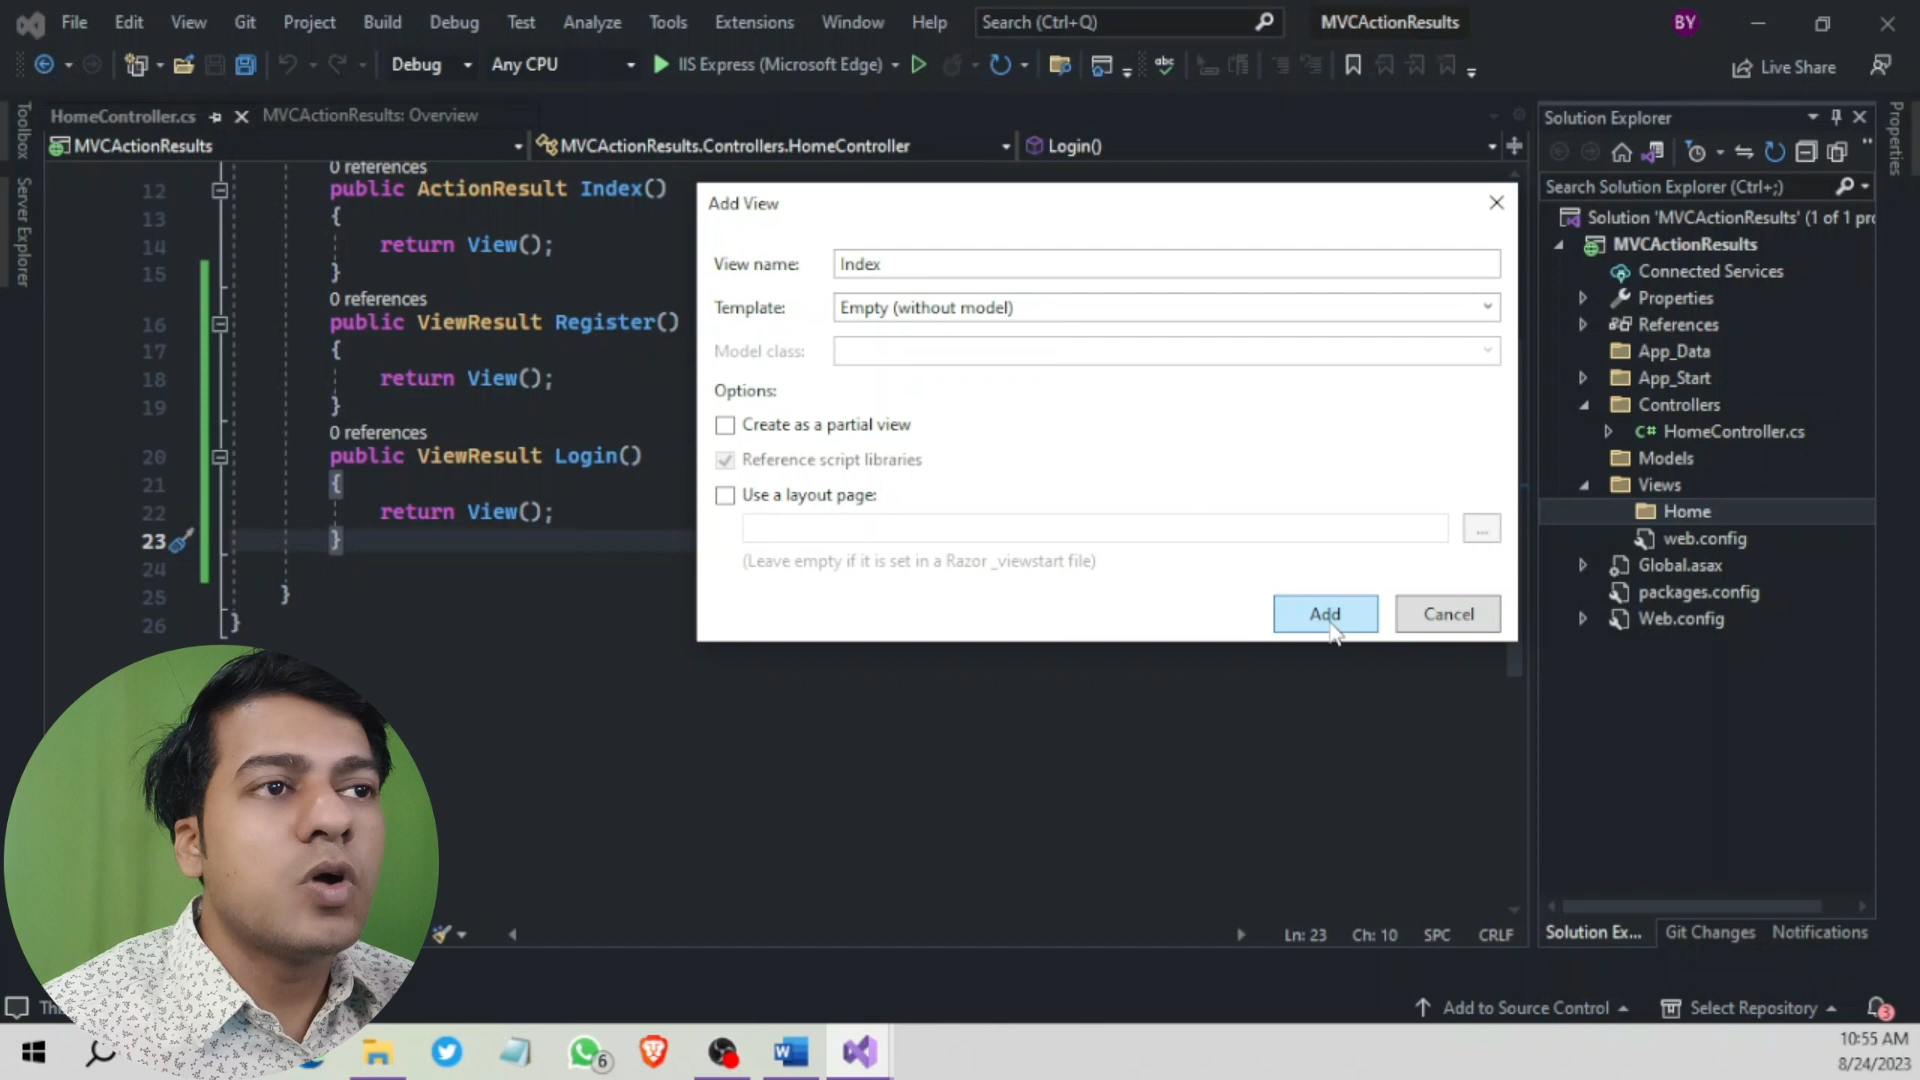 File Edit View Git Project Build Debug Test Analyze Tools Extensions Window Help Search (Ctrl+Q) MVCActionResults BY
Debug Any CPU IIS Express (Microsoft Edge) Live Share
Toolbox
Server Explorer
HomeController.cs MVCActionResults: Overview
MVCActionResults MVCActionResults.Controllers.HomeController Login()
0 references
12 public ActionResult Index()
13 {
14 return View();
15 }
0 references
16 public ViewResult Register()
17 {
18 return View();
19 }
0 references
20 public ViewResult Login()
21 {
22 return View();
23 }
24
25 }
26 }
Add View
View name: Index
Template: Empty (without model)
Model class:
Options:
Create as a partial view
Reference script libraries
Use a layout page:
...
(Leave empty if it is set in a Razor _viewstart file)
Add Cancel
Solution Explorer
Search Solution Explorer (Ctrl+;)
Solution 'MVCActionResults' (1 of 1 pro
MVCActionResults
Connected Services
Properties
References
App_Data
App_Start
Controllers
C# HomeController.cs
Models
Views
Home
web.config
Global.asax
packages.config
Web.config
Properties
Ln: 23 Ch: 10 SPC CRLF
Solution Ex... Git Changes Notifications
Add to Source Control Select Repository 3
6
10:55 AM
8/24/2023